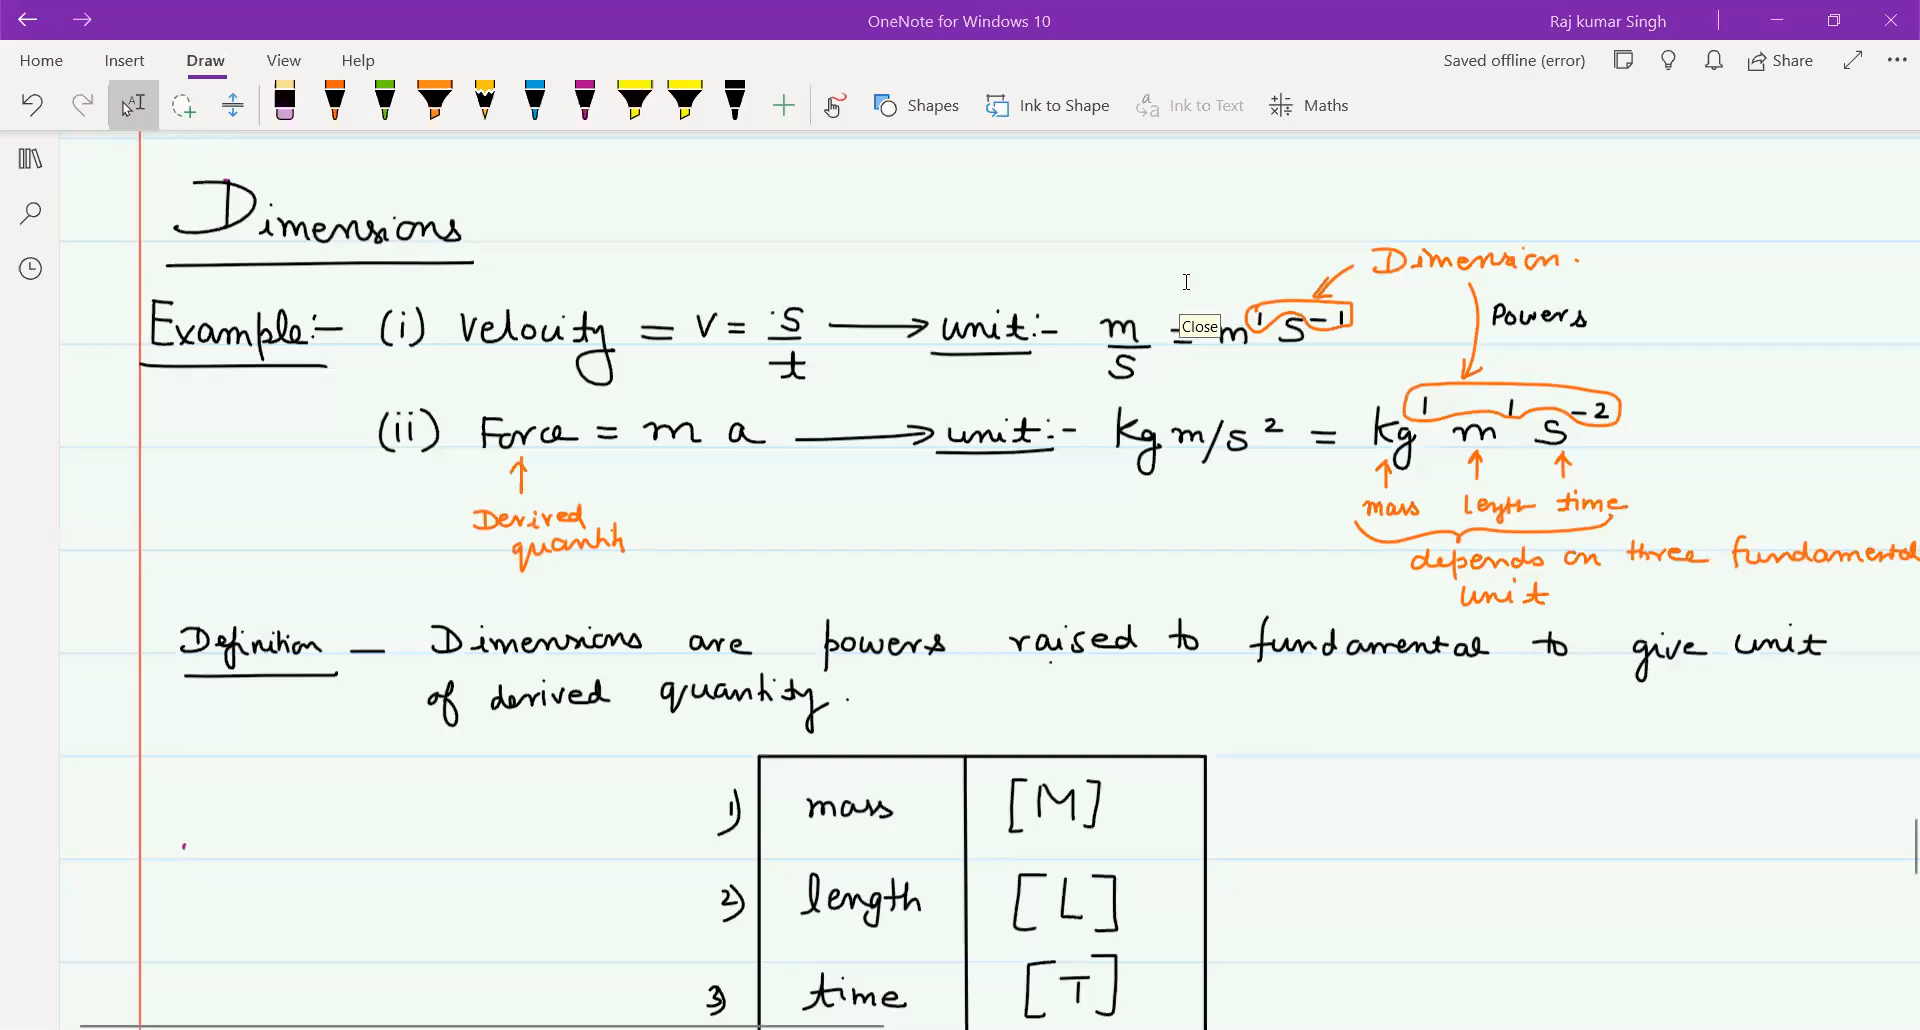 OneNote for Windows 10
Raj kumar Singh
Home Insert Draw View Help
Saved offline (error) Share
Shapes Ink to Shape Ink to Text Maths
Dimensions
Dimension.
Powers
Example:- (i) Velocity = V = s/t → unit:- m/s = m¹ s⁻¹
Close
(ii) Force = m a → unit:- kg m/s² = kg¹ m¹ s⁻²
Derived
quantity
mass length time
depends on three fundamental
unit
Definition — Dimensions are powers raised to fundamental to give unit
of derived quantity.
1) mass [M]
2) length [L]
3) time [T]